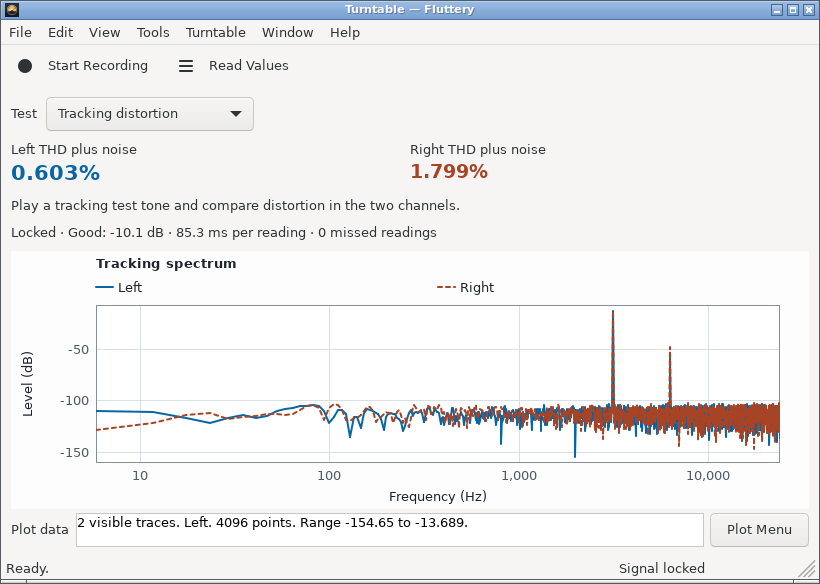 Turntable — Fluttery
File Edit View Tools Turntable Window Help
Start Recording Read Values
Test Tracking distortion
Left THD plus noise Right THD plus noise
0.603% 1.799%
Play a tracking test tone and compare distortion in the two channels.
Locked · Good: -10.1 dB · 85.3 ms per reading · 0 missed readings
Tracking spectrum
Left Right
Level (dB)
-50
-100
-150
10 100 1,000 10,000
Frequency (Hz)
Plot data 2 visible traces. Left. 4096 points. Range -154.65 to -13.689. Plot Menu
Ready. Signal locked